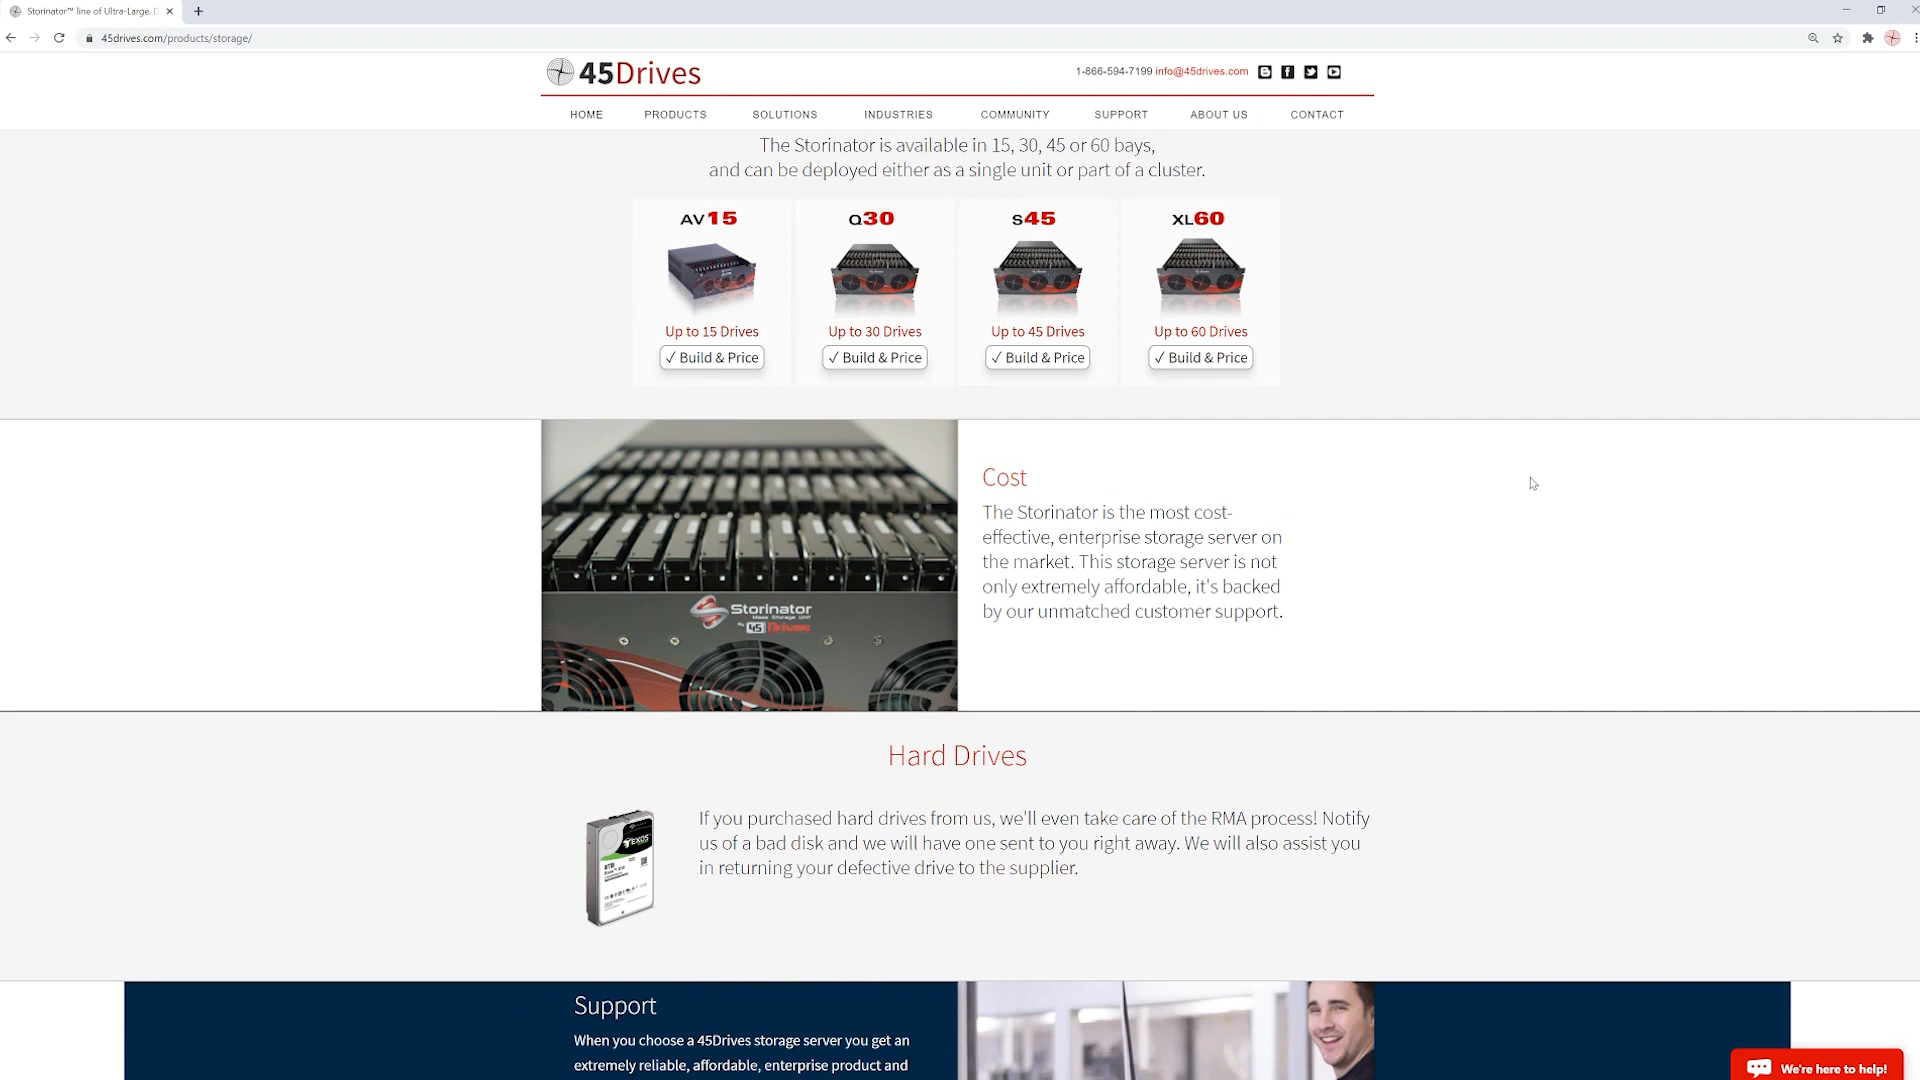 Storinator™ line of Ultra-Large, D
45drives.com/products/storage/
45Drives
1-866-594-7199 info@45drives.com
HOME PRODUCTS SOLUTIONS INDUSTRIES COMMUNITY SUPPORT ABOUT US CONTACT
The Storinator is available in 15, 30, 45 or 60 bays,
and can be deployed either as a single unit or part of a cluster.
AV15 Q30 S45 XL60
Up to 15 Drives Up to 30 Drives Up to 45 Drives Up to 60 Drives
✓ Build & Price ✓ Build & Price ✓ Build & Price ✓ Build & Price
Storinator
Mass Storage Unit
By 45 Drives
Cost
The Storinator is the most cost-
effective, enterprise storage server on
the market. This storage server is not
only extremely affordable, it's backed
by our unmatched customer support.
Hard Drives
EXOS
8TB
If you purchased hard drives from us, we'll even take care of the RMA process! Notify
us of a bad disk and we will have one sent to you right away. We will also assist you
in returning your defective drive to the supplier.
Support
When you choose a 45Drives storage server you get an
extremely reliable, affordable, enterprise product and
We're here to help!